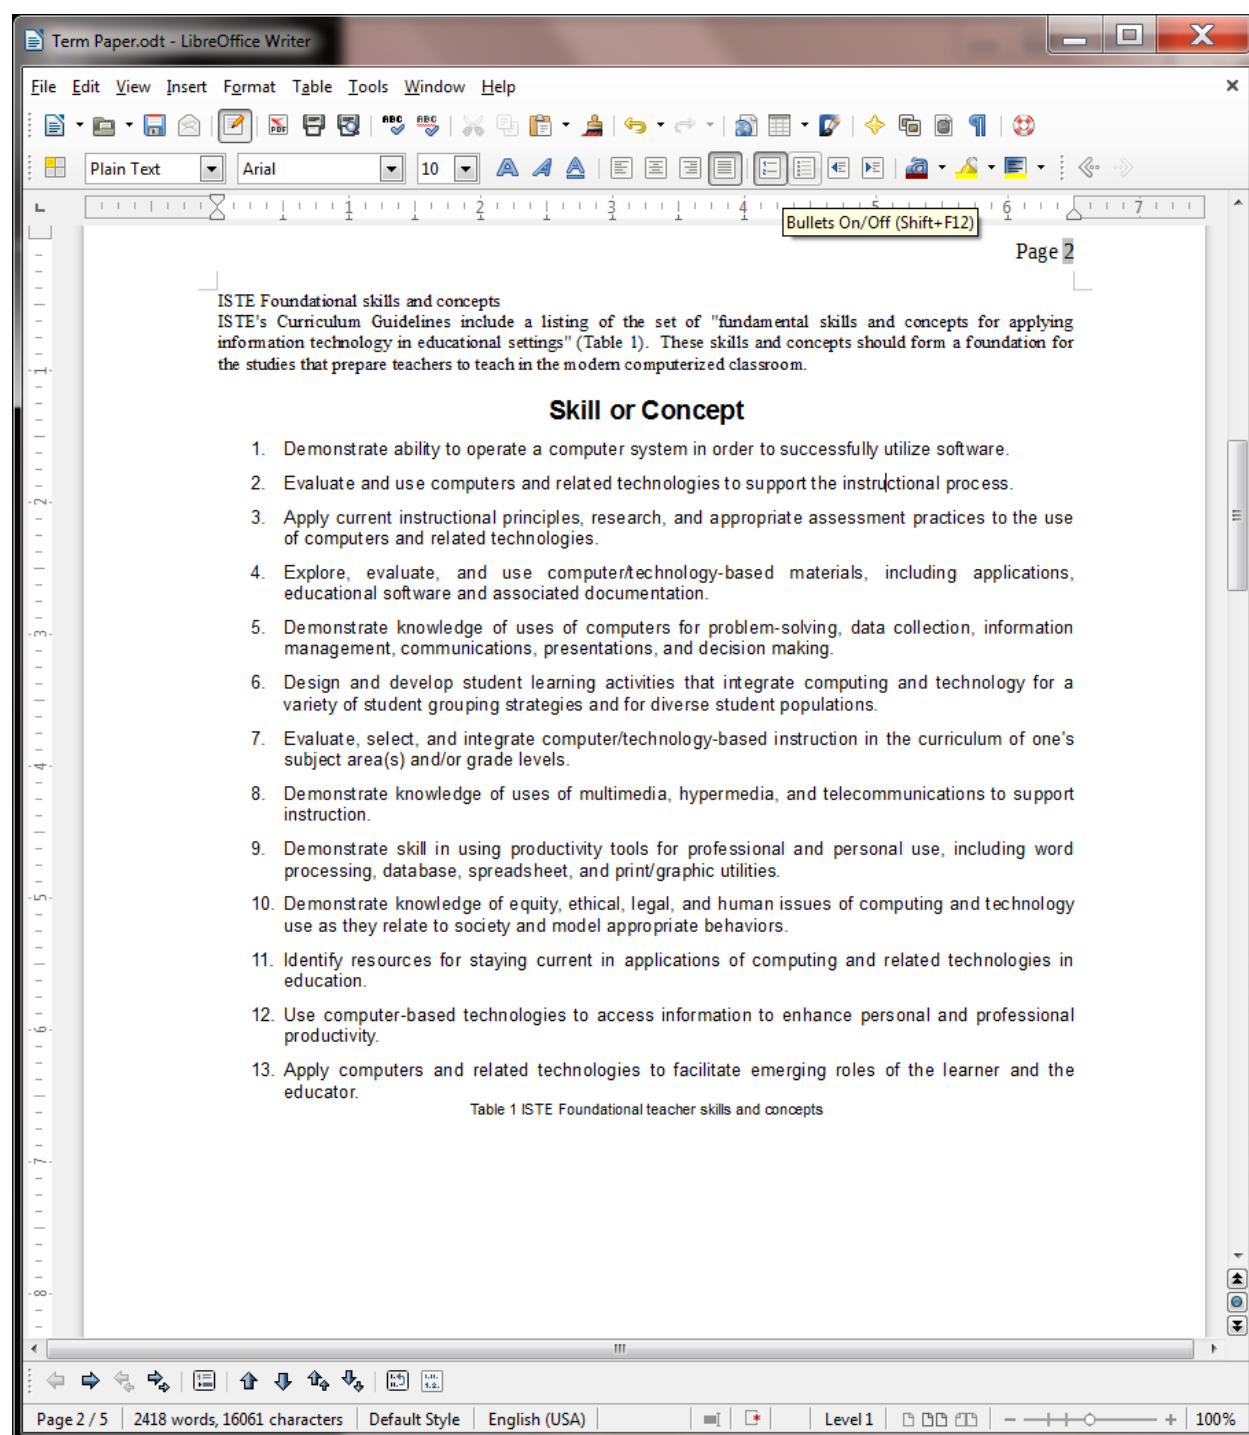 Term Paper.odt - LibreOffice Writer
File Edit View Insert Format Table Tools Window Help
Plain Text Arial 10
1 2 3 4 5 6 7
Bullets On/Off (Shift+F12)
Page 2
ISTE Foundational skills and concepts
ISTE's Curriculum Guidelines include a listing of the set of "fundamental skills and concepts for applying
information technology in educational settings" (Table 1). These skills and concepts should form a foundation for
the studies that prepare teachers to teach in the modern computerized classroom.
Skill or Concept
1. Demonstrate ability to operate a computer system in order to successfully utilize software.
2. Evaluate and use computers and related technologies to support the instructional process.
3. Apply current instructional principles, research, and appropriate assessment practices to the use
of computers and related technologies.
4. Explore, evaluate, and use computer/technology-based materials, including applications,
educational software and associated documentation.
5. Demonstrate knowledge of uses of computers for problem-solving, data collection, information
management, communications, presentations, and decision making.
6. Design and develop student learning activities that integrate computing and technology for a
variety of student grouping strategies and for diverse student populations.
7. Evaluate, select, and integrate computer/technology-based instruction in the curriculum of one's
subject area(s) and/or grade levels.
8. Demonstrate knowledge of uses of multimedia, hypermedia, and telecommunications to support
instruction.
9. Demonstrate skill in using productivity tools for professional and personal use, including word
processing, database, spreadsheet, and print/graphic utilities.
10. Demonstrate knowledge of equity, ethical, legal, and human issues of computing and technology
use as they relate to society and model appropriate behaviors.
11. Identify resources for staying current in applications of computing and related technologies in
education.
12. Use computer-based technologies to access information to enhance personal and professional
productivity.
13. Apply computers and related technologies to facilitate emerging roles of the learner and the
educator.
Table 1 ISTE Foundational teacher skills and concepts
Page 2 / 5 2418 words, 16061 characters Default Style English (USA) Level 1 100%